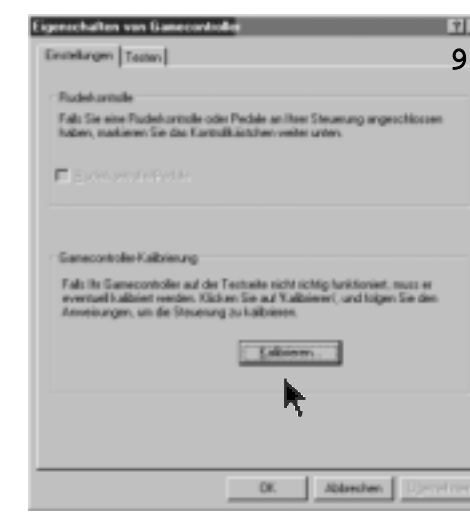 Eigenschaften von Gamecontroller
?
Einstellungen Testen
9
Ruderkontrolle
Falls Sie eine Ruderkontrolle oder Pedale an Ihrer Steuerung angeschlossen
haben, markieren Sie das Kontrollkästchen weiter unten.
Gamecontroller-Kalibrierung
Falls Ihr Gamecontroller auf der Testseite nicht richtig funktioniert, muss er
eventuell kalibriert werden. Klicken Sie auf 'Kalibrieren', und folgen Sie den
Anweisungen, um die Steuerung zu kalibrieren.
Kalibrieren...
OK Abbrechen Übernehmen